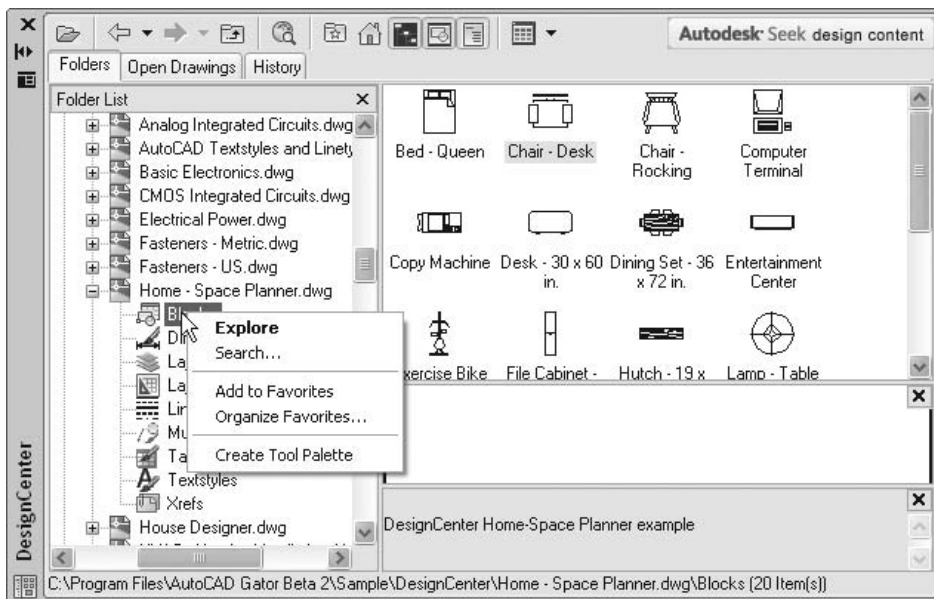 Autodesk® Seek design content
Folders Open Drawings History
Folder List
Analog Integrated Circuits.dwg
AutoCAD Textstyles and Linety
Basic Electronics.dwg
CMOS Integrated Circuits.dwg
Electrical Power.dwg
Fasteners - Metric.dwg
Fasteners - US.dwg
Home - Space Planner.dwg
Textstyles
Xrefs
House Designer.dwg
Explore
Search...
Add to Favorites
Organize Favorites...
Create Tool Palette
Bed - Queen
Chair - Desk
Chair -
Rocking
Computer
Terminal
Copy Machine
Desk - 30 x 60
in.
Dining Set - 36
x 72 in.
Entertainment
Center
xercise Bike
File Cabinet -
Hutch - 19 x
Lamp - Table
DesignCenter Home-Space Planner example
DesignCenter
C:\Program Files\AutoCAD Gator Beta 2\Sample\DesignCenter\Home - Space Planner.dwg\Blocks (20 Item(s))